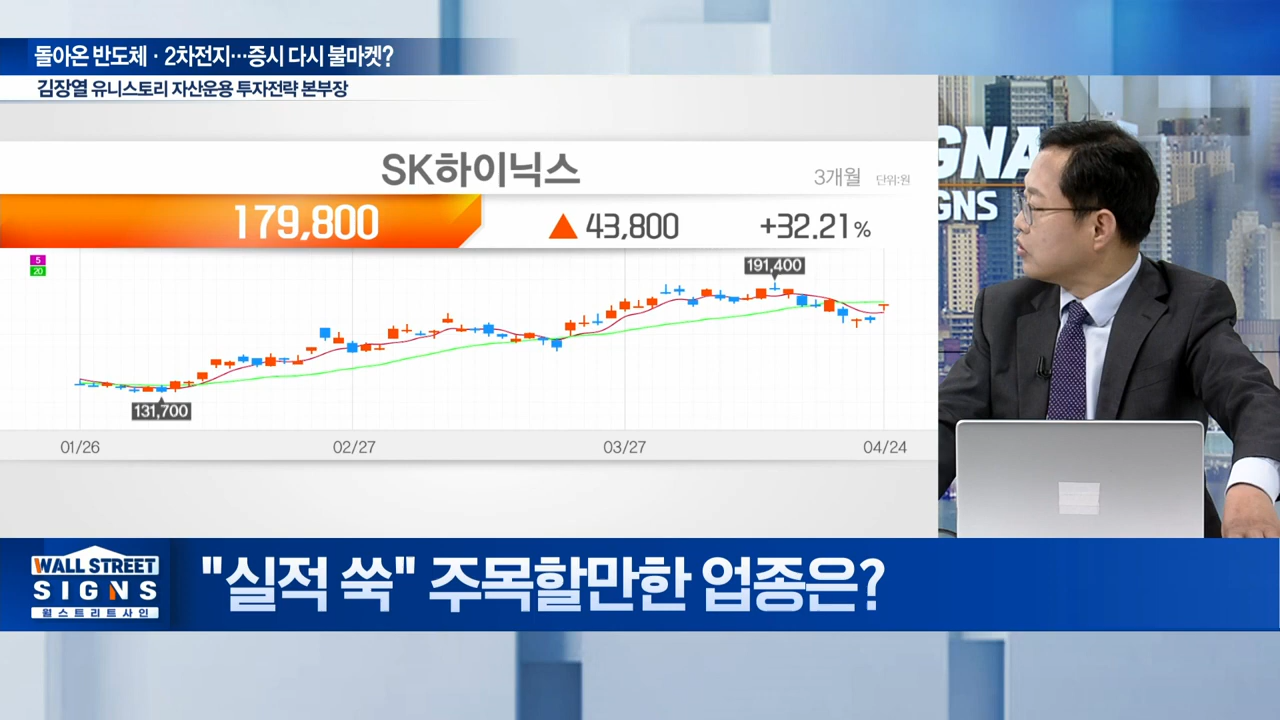 돌아온 반도체 · 2차전지…증시 다시 불마켓?
김장열 유니스토리 자산운용 투자전략 본부장
SK하이닉스
3개월 단위:원
179,800 ▲ 43,800 +32.21%
5
20
191,400
131,700
01/26 02/27 03/27 04/24
GNA
GNS
WALL STREET
SIGNS
월스트리트사인
"실적 쑥" 주목할만한 업종은?